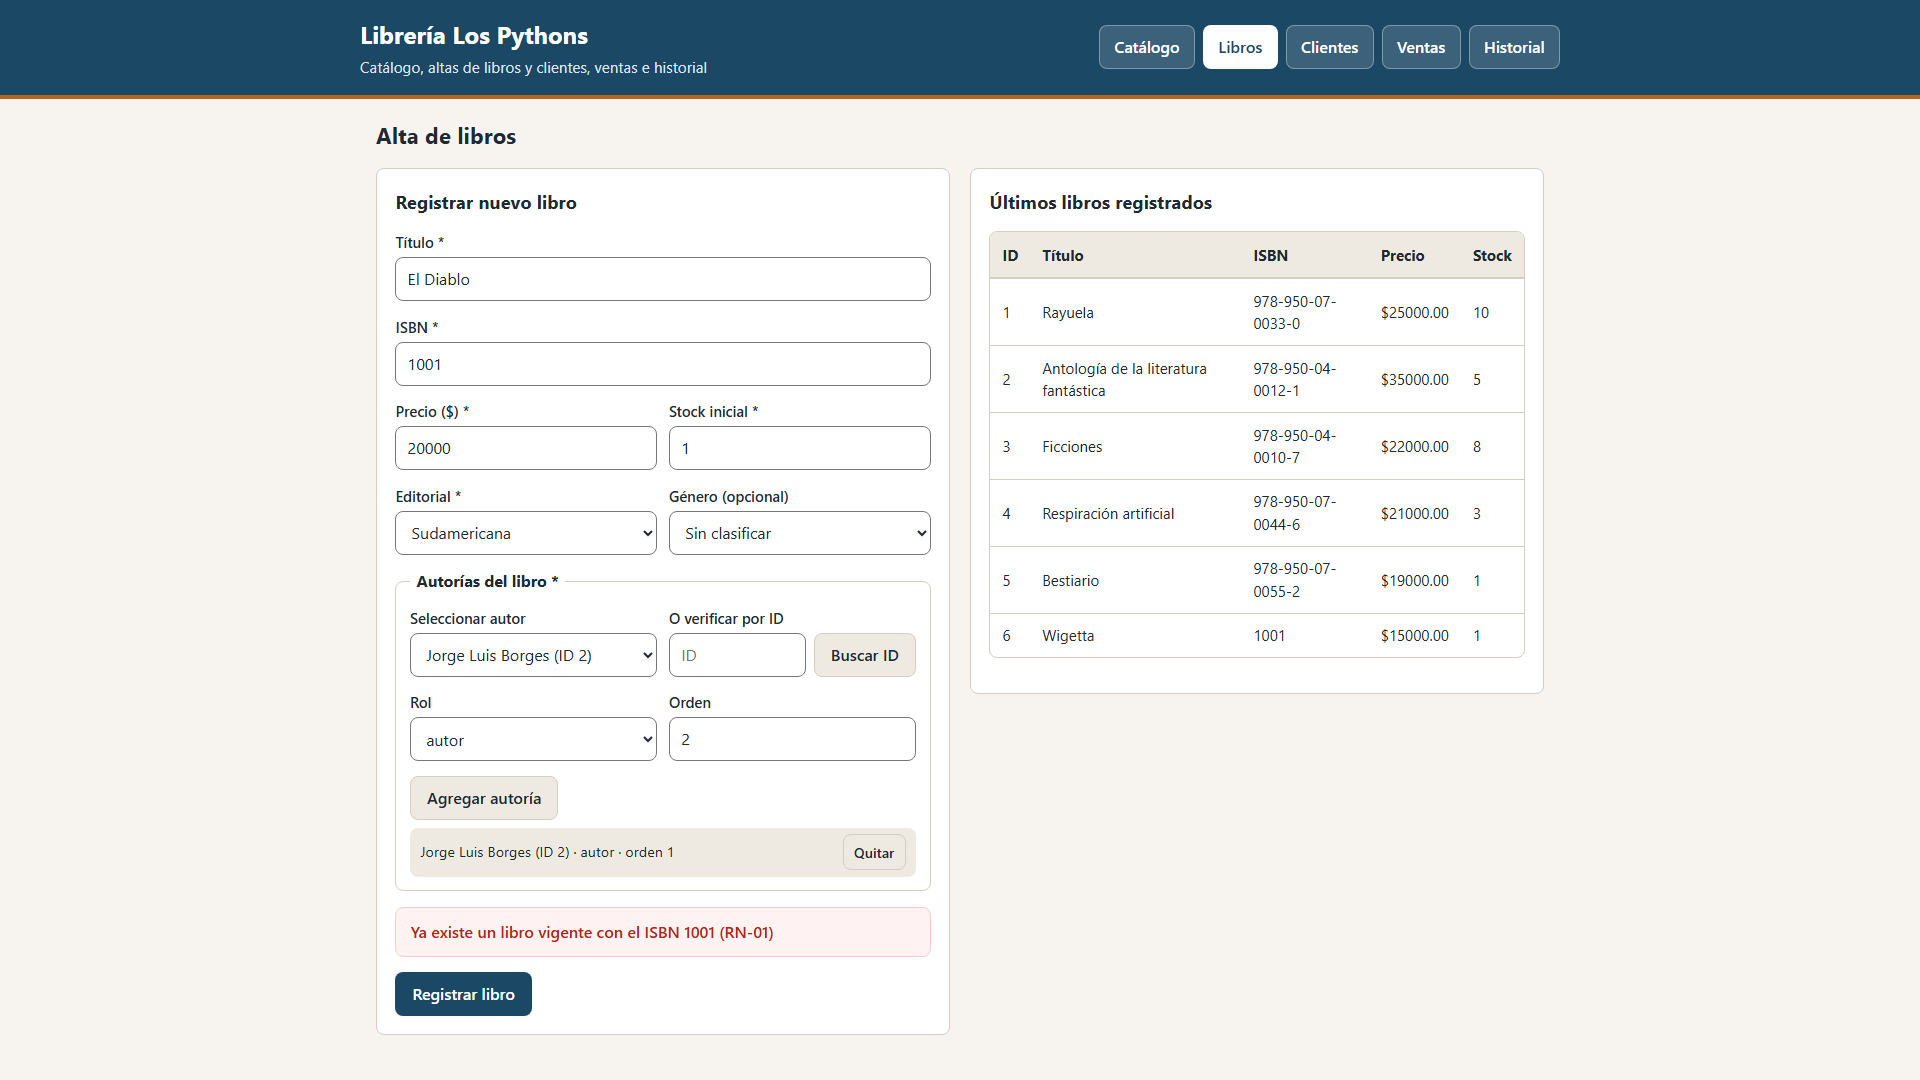 Librería Los Pythons
Catálogo, altas de libros y clientes, ventas e historial
Catálogo
Libros
Clientes
Ventas
Historial
Alta de libros
Registrar nuevo libro
Título *
El Diablo
ISBN *
1001
Precio ($) *
Stock inicial *
20000
1
Editorial *
Género (opcional)
Sudamericana
Sin clasificar
Autorías del libro *
Seleccionar autor
O verificar por ID
Jorge Luis Borges (ID 2)
ID
Buscar ID
Rol
Orden
autor
2
Agregar autoría
Jorge Luis Borges (ID 2) · autor · orden 1
Quitar
Ya existe un libro vigente con el ISBN 1001 (RN-01)
Registrar libro
Últimos libros registrados
ID Título ISBN Precio Stock
1 Rayuela 978-950-07-0033-0 $25000.00 10
2 Antología de la literatura fantástica 978-950-04-0012-1 $35000.00 5
3 Ficciones 978-950-04-0010-7 $22000.00 8
4 Respiración artificial 978-950-07-0044-6 $21000.00 3
5 Bestiario 978-950-07-0055-2 $19000.00 1
6 Wigetta 1001 $15000.00 1